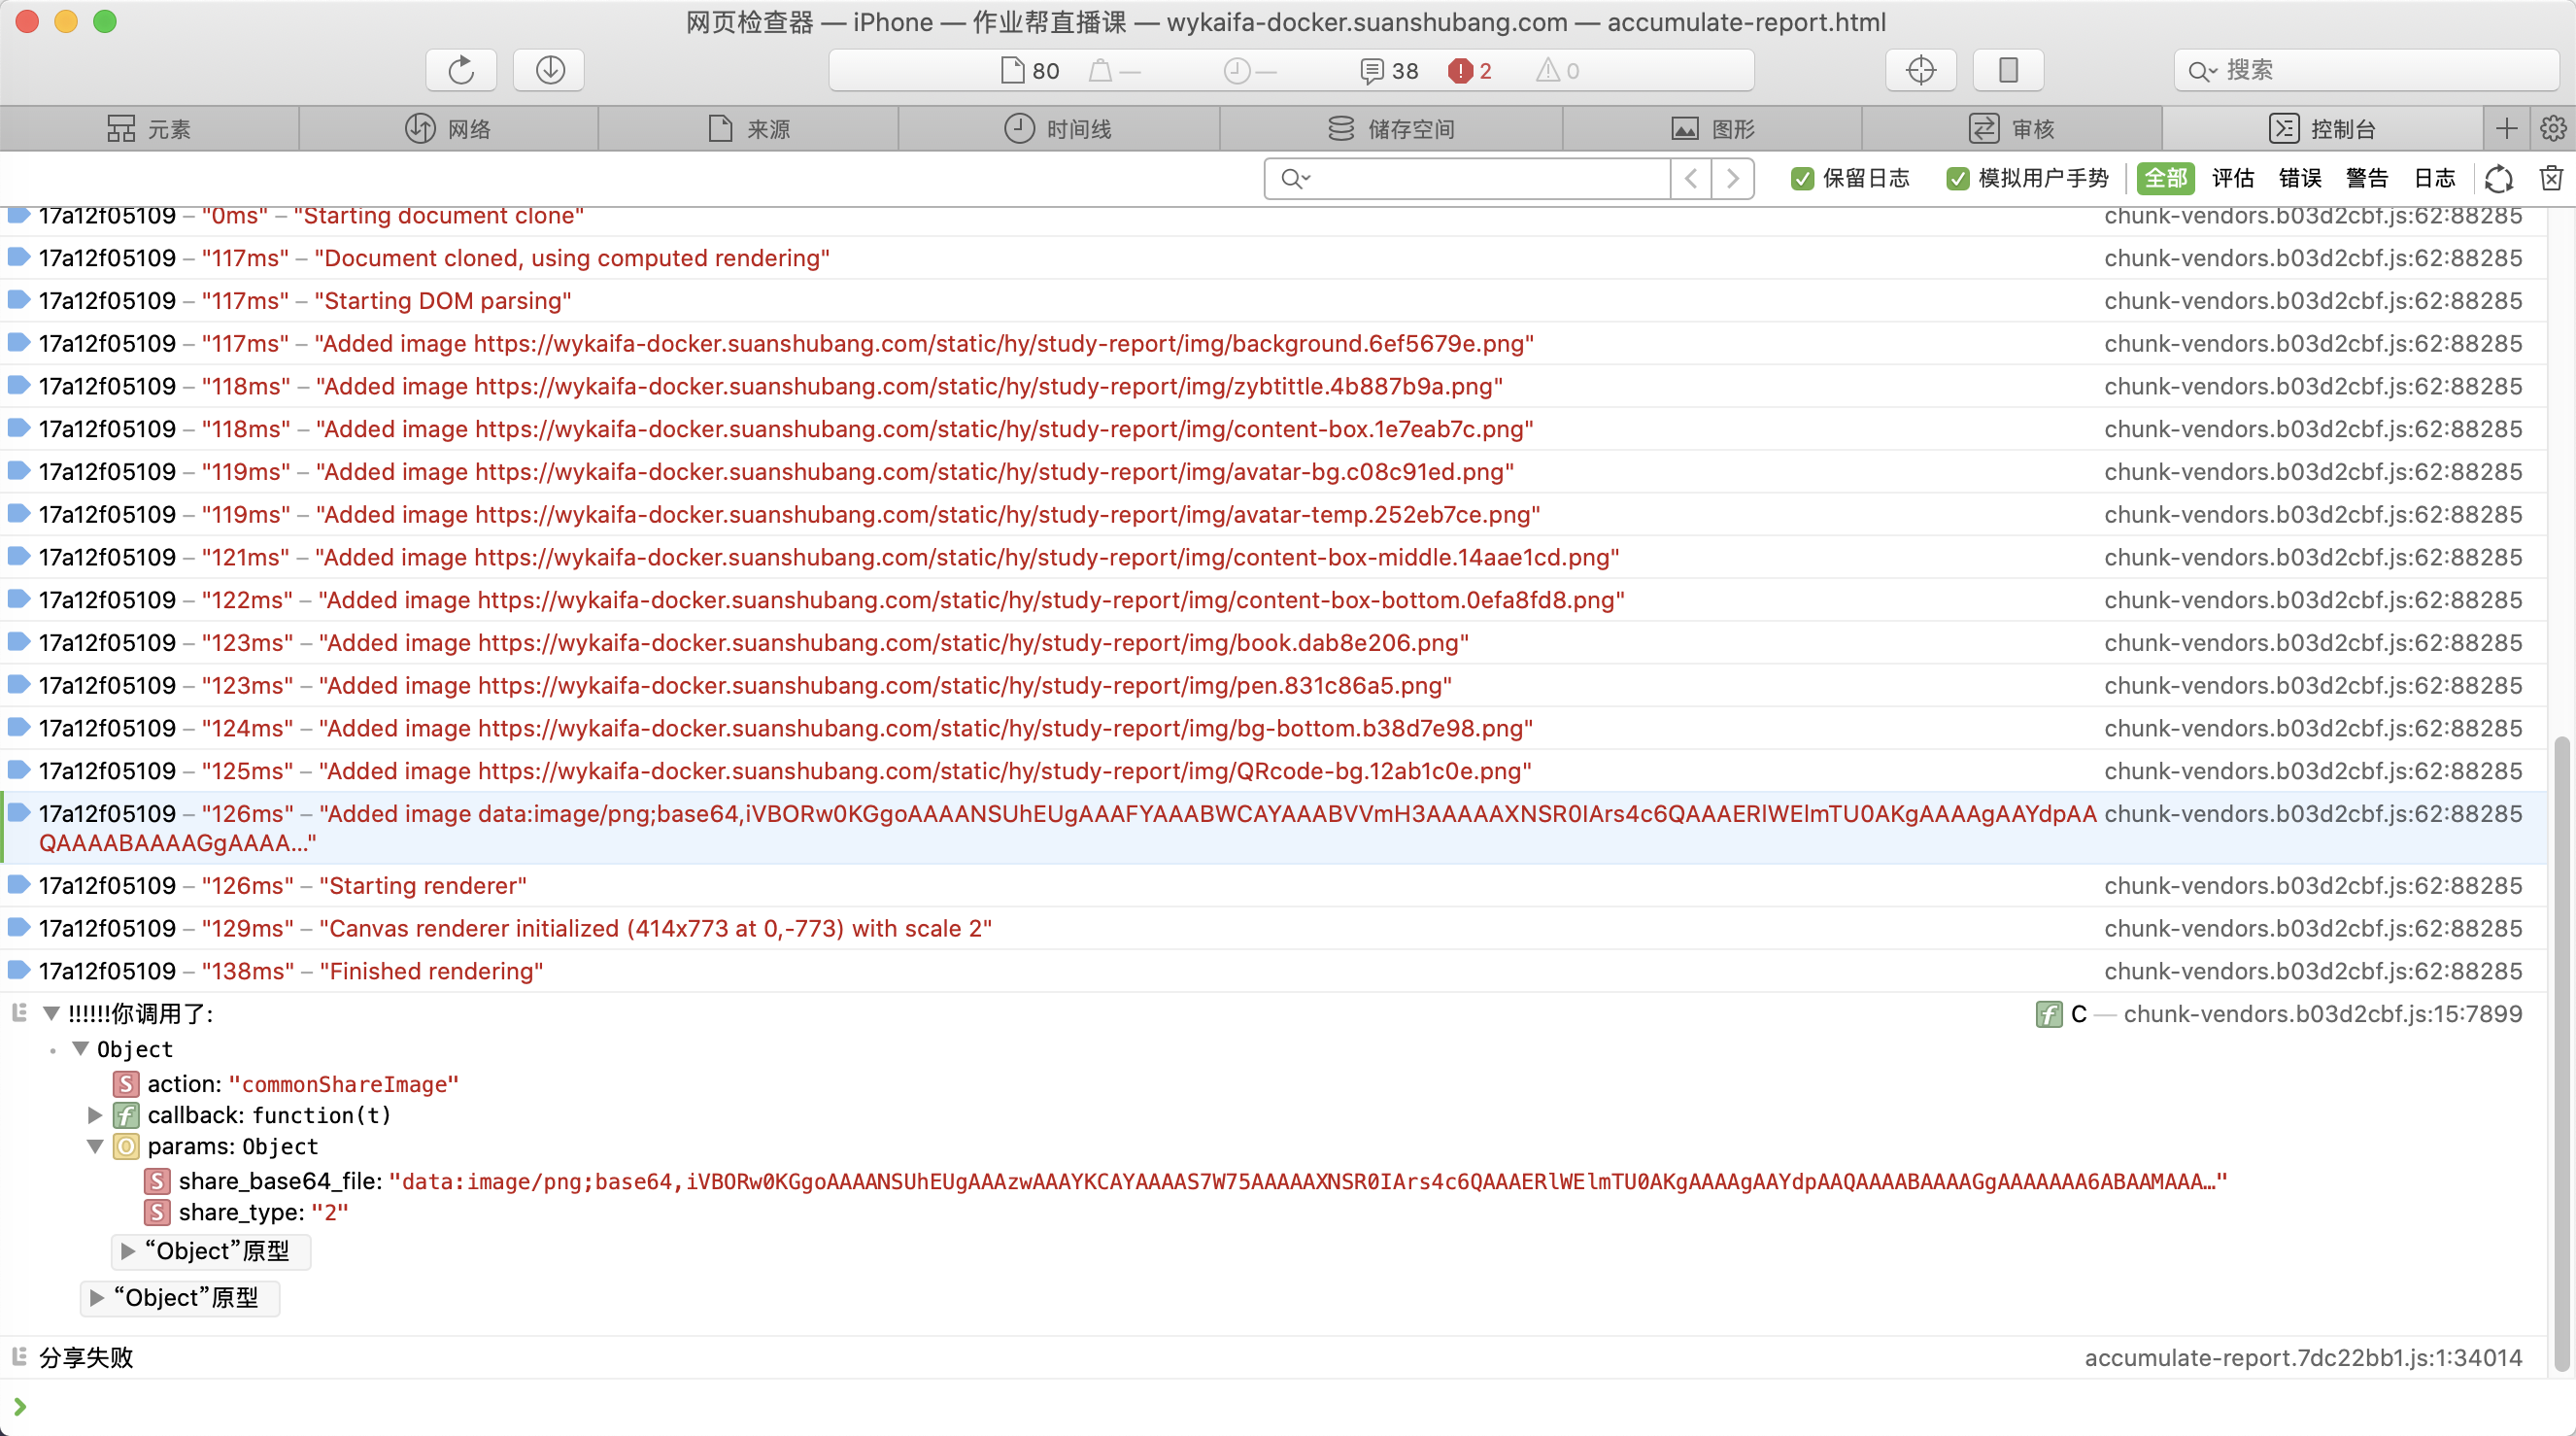 网页检查器 — iPhone — 作业帮直播课 — wykaifa-docker.suanshubang.com — accumulate-report.html
80 — — 38 2 0 搜索
元素 网络 来源 时间线 储存空间 图形 审核 控制台
保留日志 模拟用户手势 全部 评估 错误 警告 日志
17a12f05109 – "0ms" – "Starting document clone" chunk-vendors.b03d2cbf.js:62:88285
17a12f05109 – "117ms" – "Document cloned, using computed rendering" chunk-vendors.b03d2cbf.js:62:88285
17a12f05109 – "117ms" – "Starting DOM parsing" chunk-vendors.b03d2cbf.js:62:88285
17a12f05109 – "117ms" – "Added image https://wykaifa-docker.suanshubang.com/static/hy/study-report/img/background.6ef5679e.png" chunk-vendors.b03d2cbf.js:62:88285
17a12f05109 – "118ms" – "Added image https://wykaifa-docker.suanshubang.com/static/hy/study-report/img/zybtittle.4b887b9a.png" chunk-vendors.b03d2cbf.js:62:88285
17a12f05109 – "118ms" – "Added image https://wykaifa-docker.suanshubang.com/static/hy/study-report/img/content-box.1e7eab7c.png" chunk-vendors.b03d2cbf.js:62:88285
17a12f05109 – "119ms" – "Added image https://wykaifa-docker.suanshubang.com/static/hy/study-report/img/avatar-bg.c08c91ed.png" chunk-vendors.b03d2cbf.js:62:88285
17a12f05109 – "119ms" – "Added image https://wykaifa-docker.suanshubang.com/static/hy/study-report/img/avatar-temp.252eb7ce.png" chunk-vendors.b03d2cbf.js:62:88285
17a12f05109 – "121ms" – "Added image https://wykaifa-docker.suanshubang.com/static/hy/study-report/img/content-box-middle.14aae1cd.png" chunk-vendors.b03d2cbf.js:62:88285
17a12f05109 – "122ms" – "Added image https://wykaifa-docker.suanshubang.com/static/hy/study-report/img/content-box-bottom.0efa8fd8.png" chunk-vendors.b03d2cbf.js:62:88285
17a12f05109 – "123ms" – "Added image https://wykaifa-docker.suanshubang.com/static/hy/study-report/img/book.dab8e206.png" chunk-vendors.b03d2cbf.js:62:88285
17a12f05109 – "123ms" – "Added image https://wykaifa-docker.suanshubang.com/static/hy/study-report/img/pen.831c86a5.png" chunk-vendors.b03d2cbf.js:62:88285
17a12f05109 – "124ms" – "Added image https://wykaifa-docker.suanshubang.com/static/hy/study-report/img/bg-bottom.b38d7e98.png" chunk-vendors.b03d2cbf.js:62:88285
17a12f05109 – "125ms" – "Added image https://wykaifa-docker.suanshubang.com/static/hy/study-report/img/QRcode-bg.12ab1c0e.png" chunk-vendors.b03d2cbf.js:62:88285
17a12f05109 – "126ms" – "Added image data:image/png;base64,iVBORw0KGgoAAAANSUhEUgAAAFYAAABWCAYAAABVVmH3AAAAAXNSR0IArs4c6QAAAERlWElmTU0AKgAAAAgAAYdpAA chunk-vendors.b03d2cbf.js:62:88285
QAAAABAAAAGgAAAA…"
17a12f05109 – "126ms" – "Starting renderer" chunk-vendors.b03d2cbf.js:62:88285
17a12f05109 – "129ms" – "Canvas renderer initialized (414x773 at 0,-773) with scale 2" chunk-vendors.b03d2cbf.js:62:88285
17a12f05109 – "138ms" – "Finished rendering" chunk-vendors.b03d2cbf.js:62:88285
!!!!!!你调用了: f C — chunk-vendors.b03d2cbf.js:15:7899
Object
S action: "commonShareImage"
f callback: function(t)
O params: Object
S share_base64_file: "data:image/png;base64,iVBORw0KGgoAAAANSUhEUgAAAzwAAAYKCAYAAAAS7W75AAAAAXNSR0IArs4c6QAAAERlWElmTU0AKgAAAAgAAYdpAAQAAAABAAAAGgAAAAAAA6ABAAMAAA…"
S share_type: "2"
“Object”原型
“Object”原型
分享失败 accumulate-report.7dc22bb1.js:1:34014